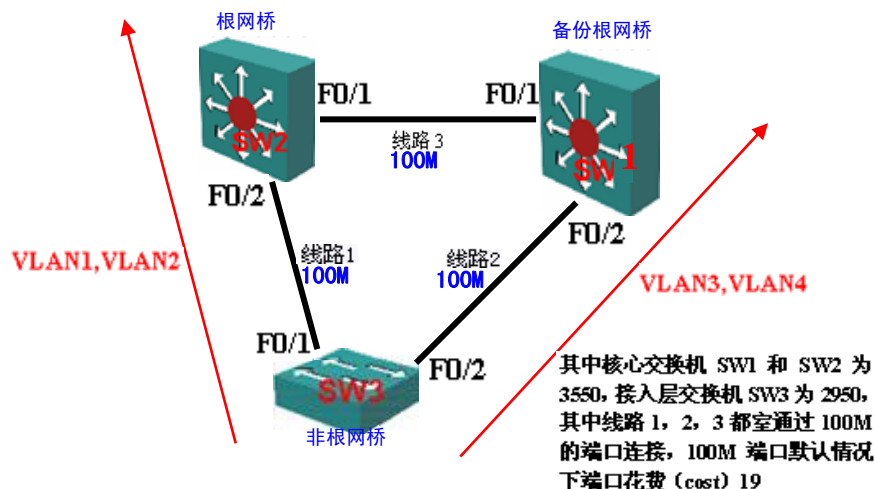 根网桥
备份根网桥
F0/1
F0/1
SW2
SW1
线路3
100M
F0/2
F0/2
VLAN1,VLAN2
线路1
100M
线路2
100M
VLAN3,VLAN4
F0/1
F0/2
SW3
非根网桥
其中核心交换机 SW1 和 SW2 为
3550,接入层交换机 SW3 为 2950,
其中线路 1,2,3 都室通过 100M
的端口连接,100M 端口默认情况
下端口花费(cost)19